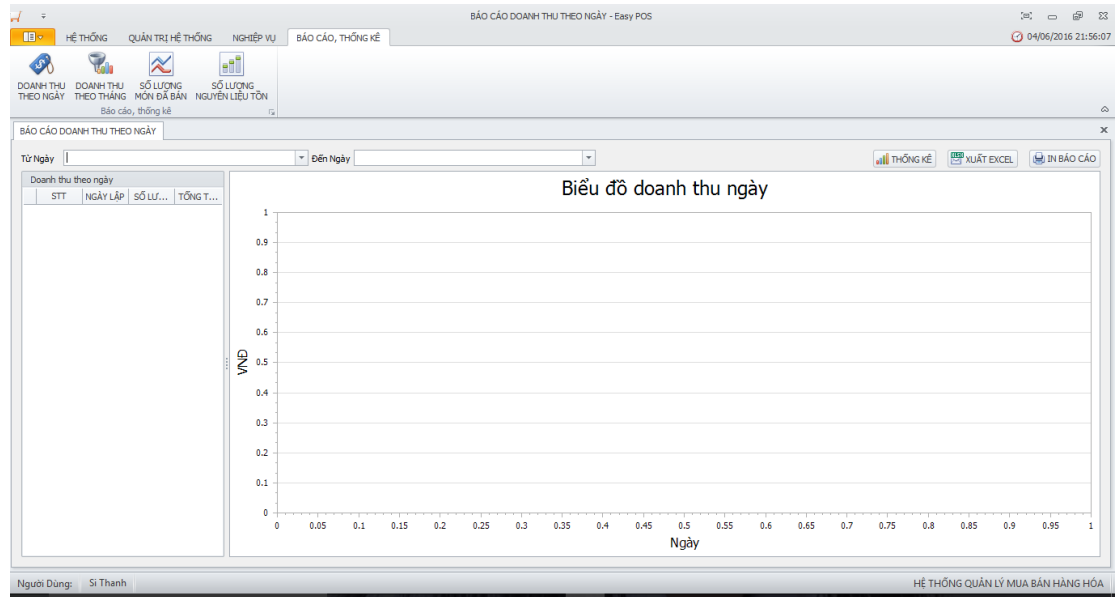 BÁO CÁO DOANH THU THEO NGÀY - Easy POS
HỆ THỐNG QUẢN TRỊ HỆ THỐNG NGHIỆP VỤ BÁO CÁO, THỐNG KÊ 04/06/2016 21:56:07
DOANH THU DOANH THU SỐ LƯỢNG SỐ LƯỢNG
THEO NGÀY THEO THÁNG MÓN ĐÃ BÁN NGUYÊN LIỆU TỒN
Báo cáo, thống kê
BÁO CÁO DOANH THU THEO NGÀY
Từ Ngày Đến Ngày THỐNG KÊ XUẤT EXCEL IN BÁO CÁO
Doanh thu theo ngày
STT NGÀY LẬP SỐ LƯ... TỔNG T...
Biểu đồ doanh thu ngày
1
0.9
0.8
0.7
0.6
VNĐ
0.5
0.4
0.3
0.2
0.1
0
0 0.05 0.1 0.15 0.2 0.25 0.3 0.35 0.4 0.45 0.5 0.55 0.6 0.65 0.7 0.75 0.8 0.85 0.9 0.95 1
Ngày
Người Dùng: Si Thanh HỆ THỐNG QUẢN LÝ MUA BÁN HÀNG HÓA